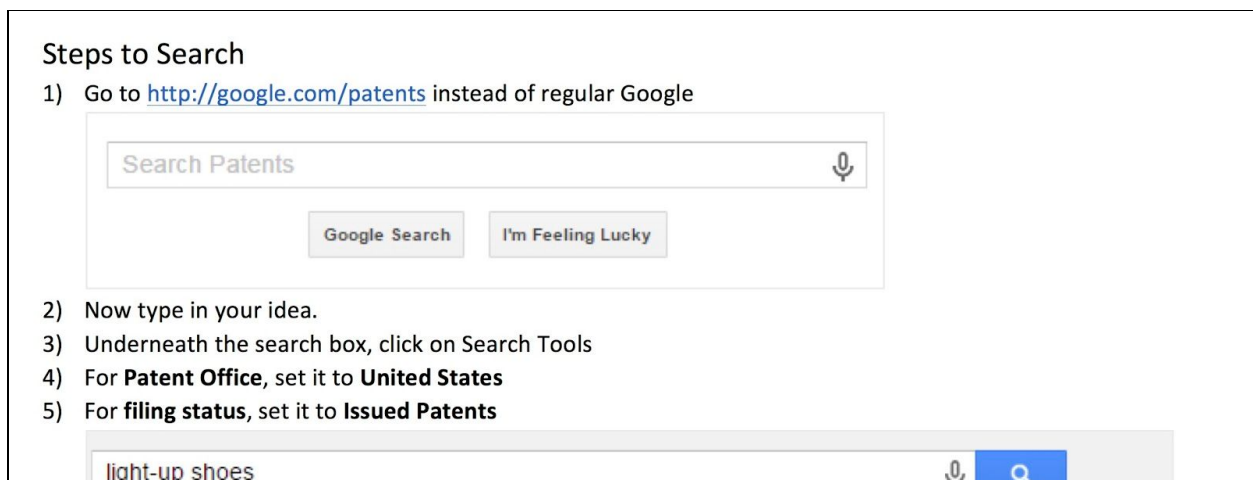 Steps to Search
1) Go to http://google.com/patents instead of regular Google
Search Patents
Google Search I'm Feeling Lucky
2) Now type in your idea.
3) Underneath the search box, click on Search Tools
4) For Patent Office, set it to United States
5) For filing status, set it to Issued Patents
light-up shoes